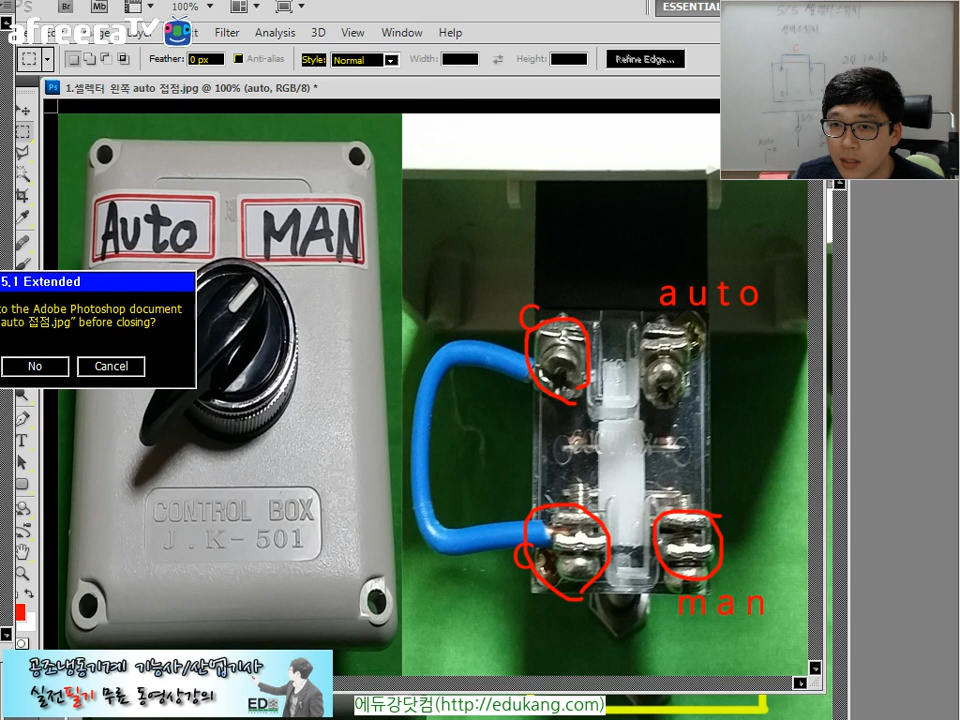 Br Mb 100% ESSENTIAL
afreecaTV
Filter Analysis 3D View Window Help
Feather: 0 px Anti-alias Style: Normal Width: Height: Refine Edge...
Ps 1.셀렉터 왼쪽 auto 접점.jpg @ 100% (auto, RGB/8) *
Auto MAN
5.1 Extended
to the Adobe Photoshop document
auto 접점.jpg" before closing?
No Cancel
auto
C
C
man
CONTROL BOX
J.K-501
공조냉동기계 기능사/산업기사
실전필기 무료 동영상강의
에듀강닷컴(http://edukang.com)